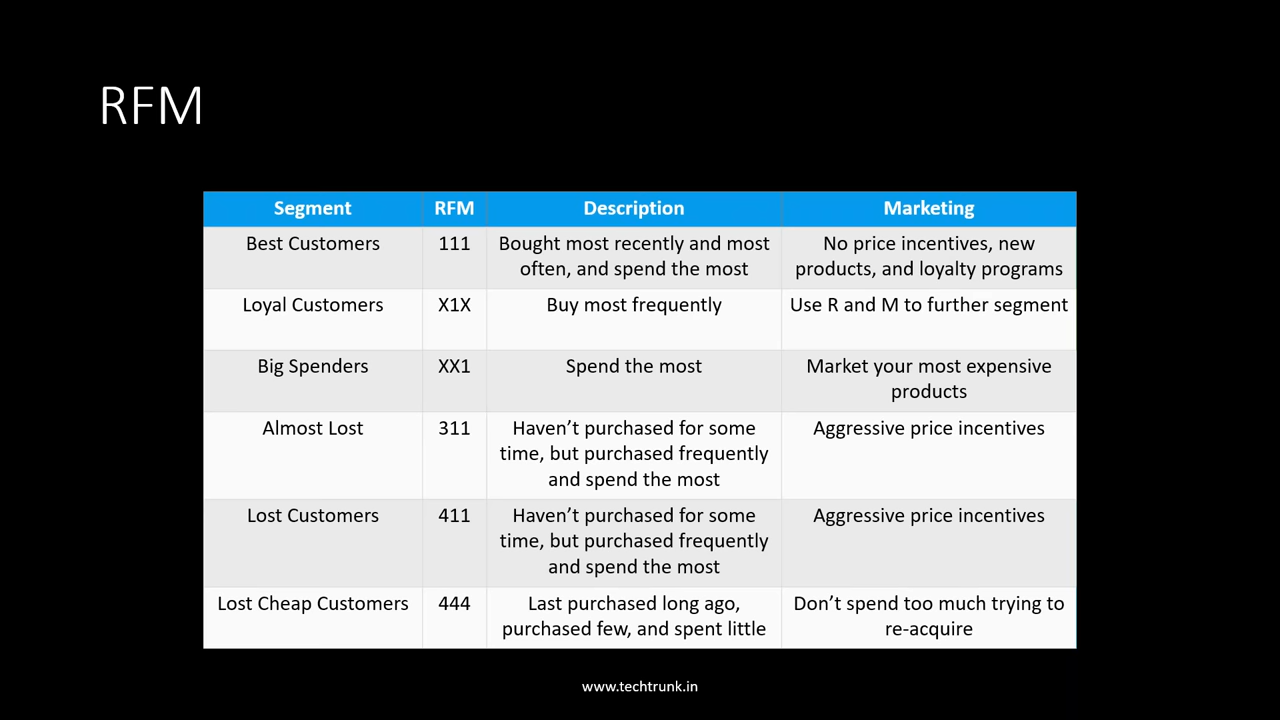 RFM
Segment RFM Description Marketing
Best Customers 111 Bought most recently and most often, and spend the most No price incentives, new products, and loyalty programs
Loyal Customers X1X Buy most frequently Use R and M to further segment
Big Spenders XX1 Spend the most Market your most expensive products
Almost Lost 311 Haven’t purchased for some time, but purchased frequently and spend the most Aggressive price incentives
Lost Customers 411 Haven’t purchased for some time, but purchased frequently and spend the most Aggressive price incentives
Lost Cheap Customers 444 Last purchased long ago, purchased few, and spent little Don’t spend too much trying to re-acquire
www.techtrunk.in